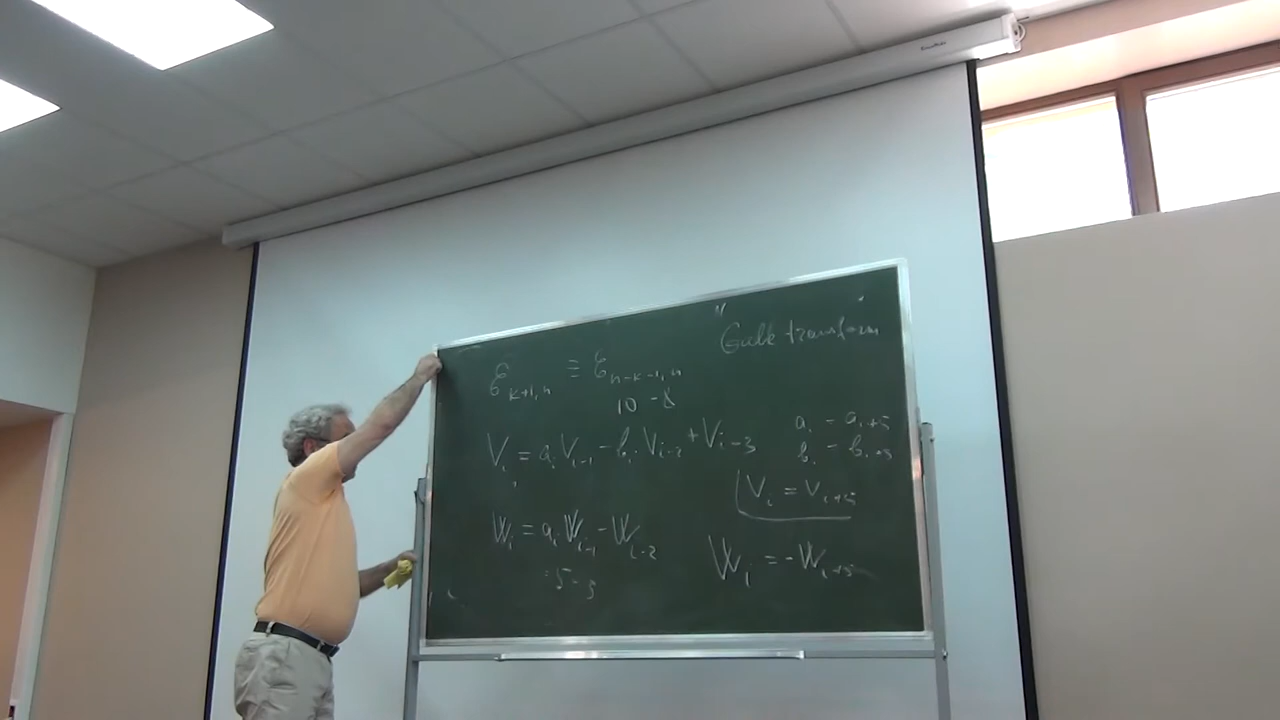 "Gale transform"
ℰ_{k+1,n} ≡ ℰ_{n-k-1,n}
10 - 8
V_i = a_i V_{i-1} - b_i V_{i-2} + V_{i-3}
a_i = a_{i+5}
b_i = b_{i+5}
V_i = V_{i+5}
W_i = a_i W_{i-1} - W_{i-2}
W_i = - W_{i+5}
= 5 - 3